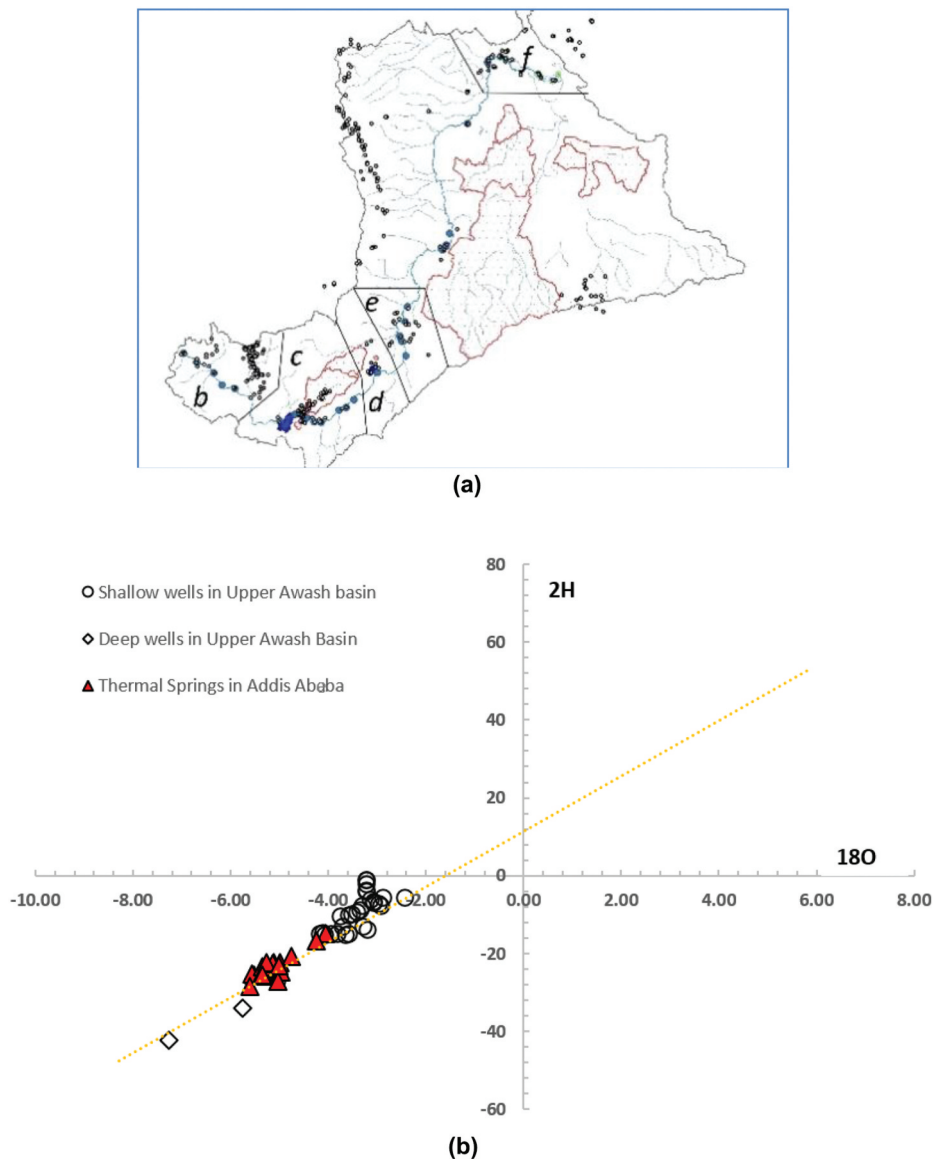 f
e
c
b
d
(a)
80
2H
○ Shallow wells in Upper Awash basin
60
◇ Deep wells in Upper Awash Basin
▲ Thermal Springs in Addis Ababa
40
20
18O
0
-10.00 -8.00 -6.00 -4.00 -2.00 0.00 2.00 4.00 6.00 8.00
-20
-40
-60
(b)